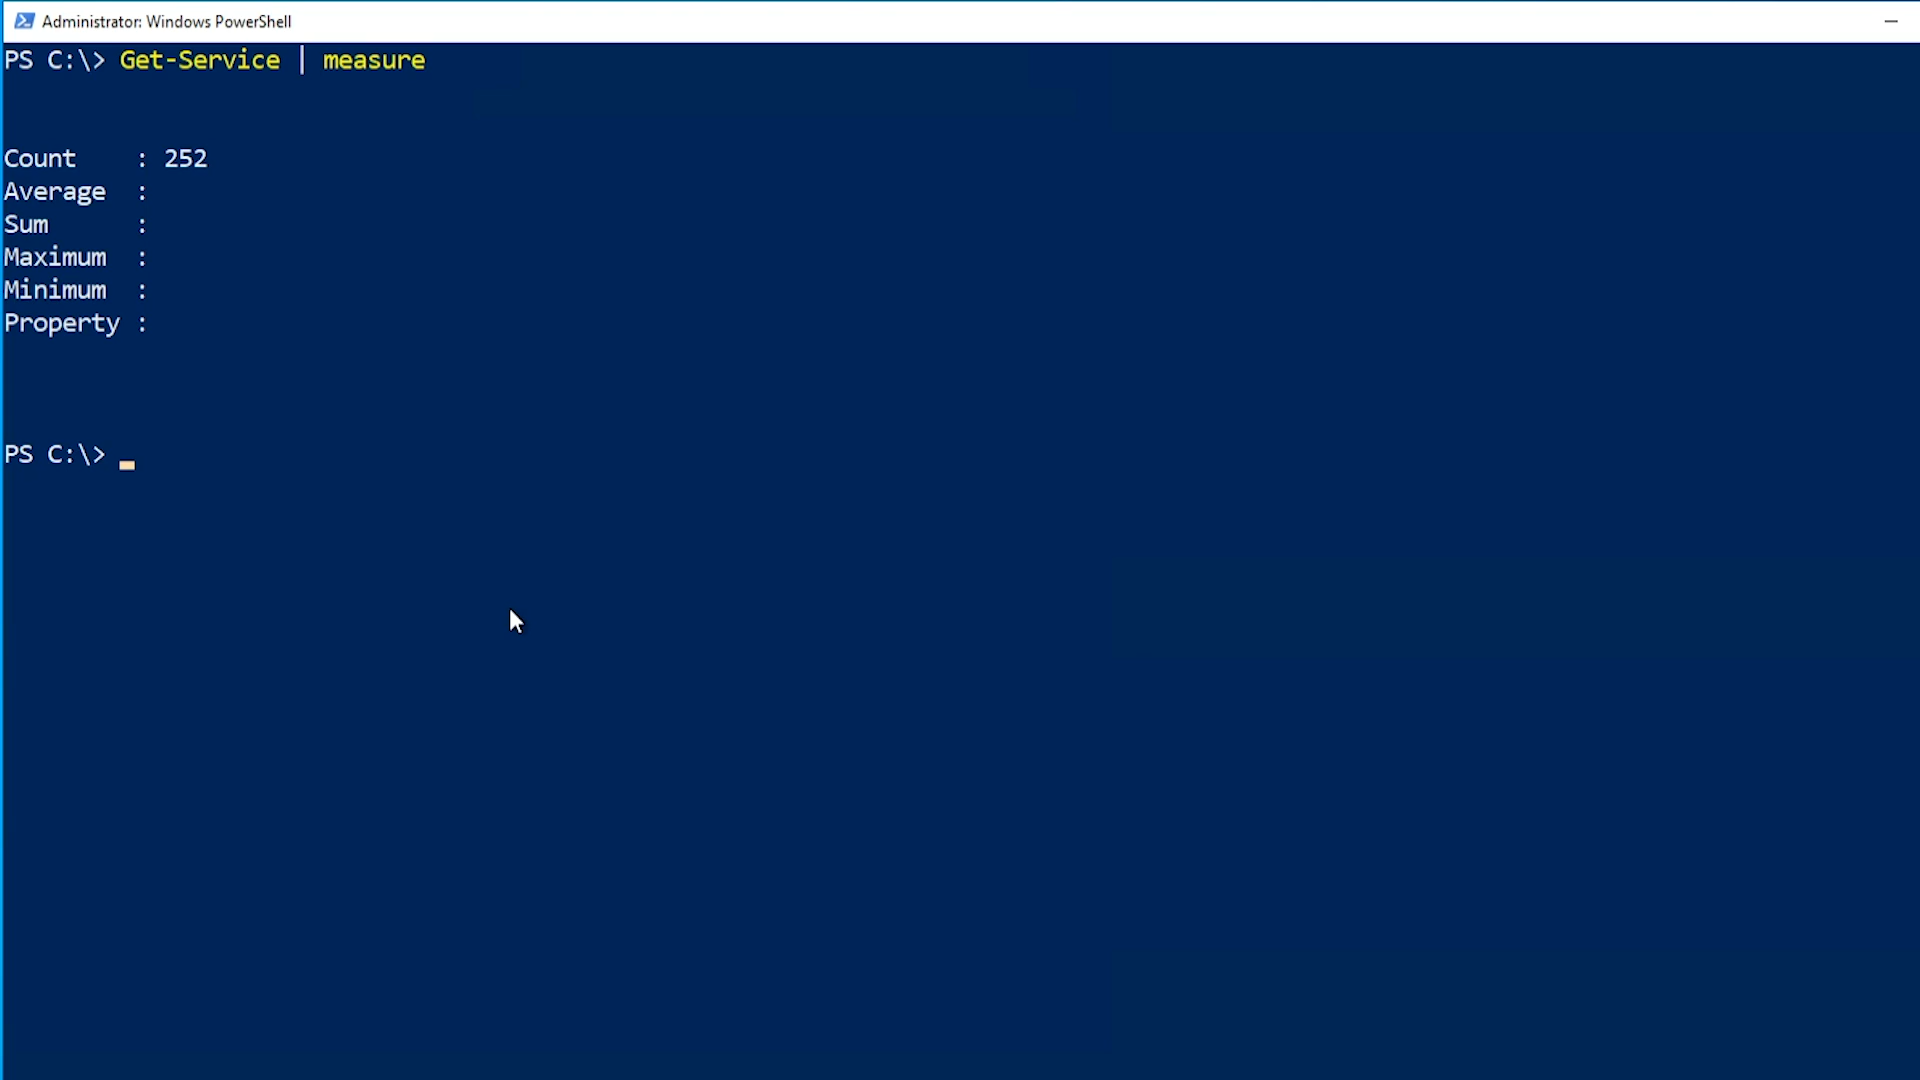 Administrator: Windows PowerShell
PS C:\> Get-Service | measure
Count    : 252
Average  :
Sum      :
Maximum  :
Minimum  :
Property :
PS C:\>